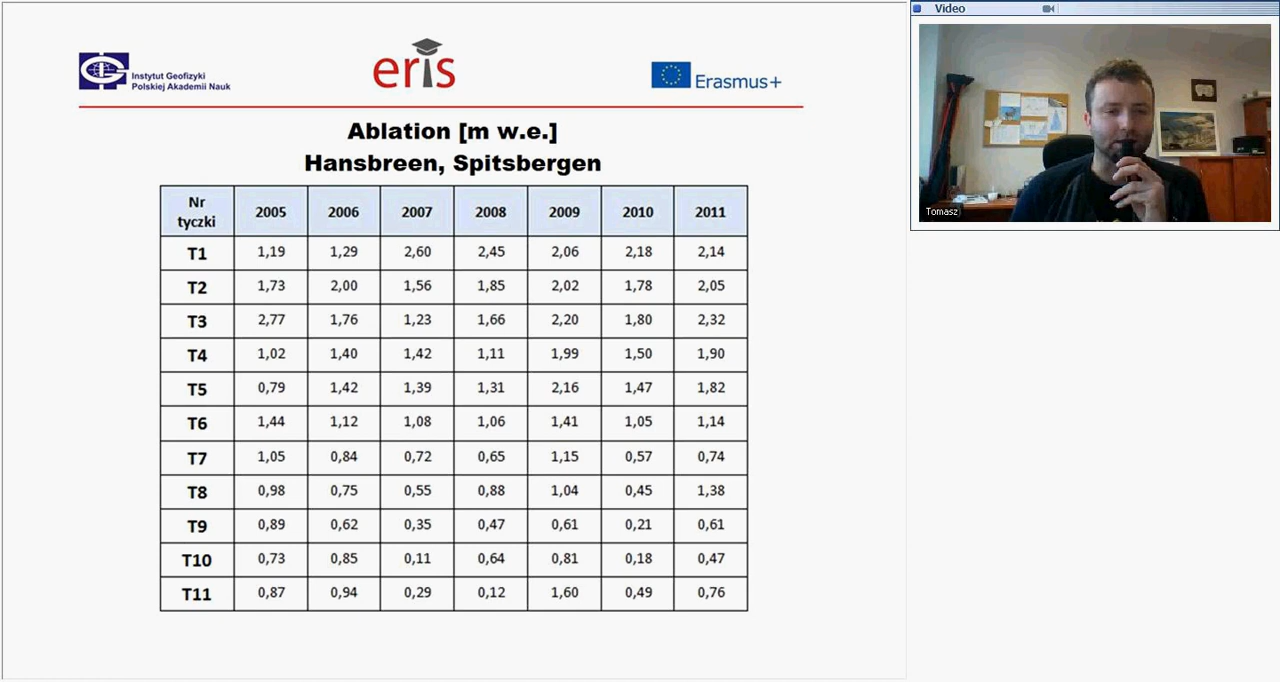 Video
Tomasz
Instytut Geofizyki
Polskiej Akademii Nauk
eris
Erasmus+
Ablation [m w.e.]
Hansbreen, Spitsbergen
Nr tyczki 2005 2006 2007 2008 2009 2010 2011
T1 1,19 1,29 2,60 2,45 2,06 2,18 2,14
T2 1,73 2,00 1,56 1,85 2,02 1,78 2,05
T3 2,77 1,76 1,23 1,66 2,20 1,80 2,32
T4 1,02 1,40 1,42 1,11 1,99 1,50 1,90
T5 0,79 1,42 1,39 1,31 2,16 1,47 1,82
T6 1,44 1,12 1,08 1,06 1,41 1,05 1,14
T7 1,05 0,84 0,72 0,65 1,15 0,57 0,74
T8 0,98 0,75 0,55 0,88 1,04 0,45 1,38
T9 0,89 0,62 0,35 0,47 0,61 0,21 0,61
T10 0,73 0,85 0,11 0,64 0,81 0,18 0,47
T11 0,87 0,94 0,29 0,12 1,60 0,49 0,76